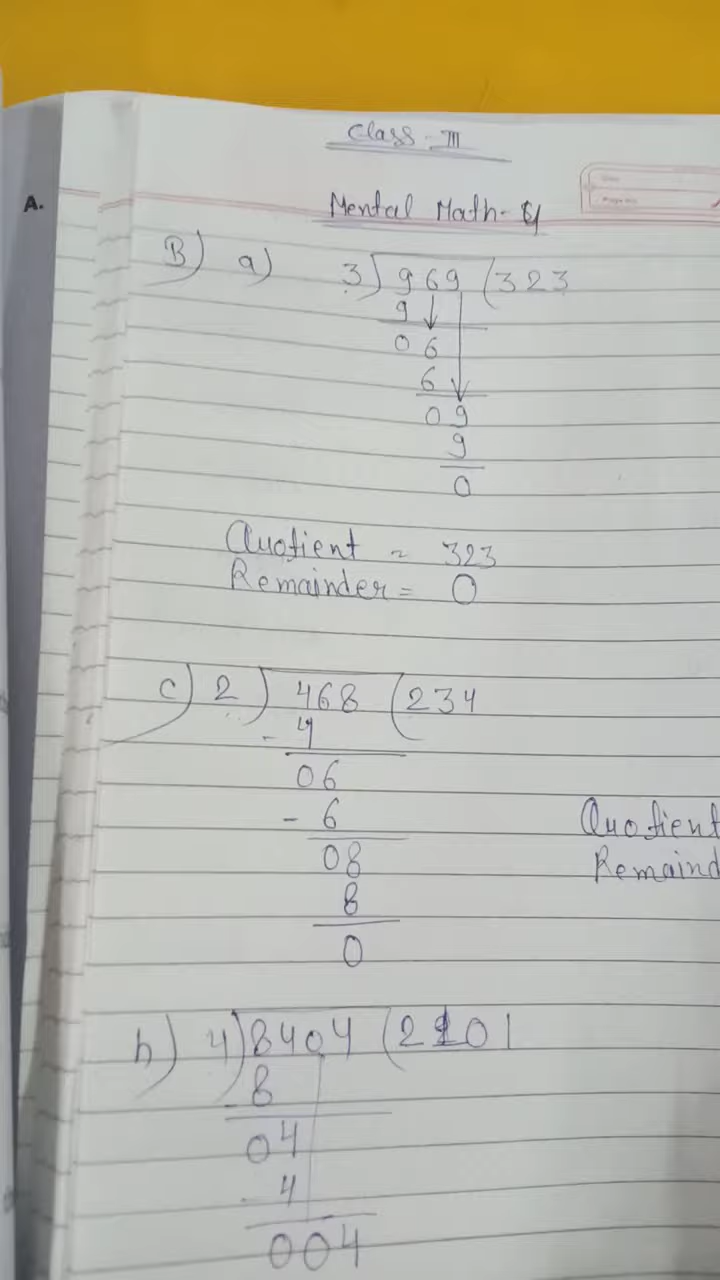 Class - III
A.
Mental Math - 6
B) a) 3) 969 (323
9
06
6
09
9
0
Quotient = 323
Remainder = 0
c) 2) 468 (234
- 4
06
- 6
Quotient
08
Remaind
8
0
h) 4) 8404 (2101
- 8
04
- 4
004